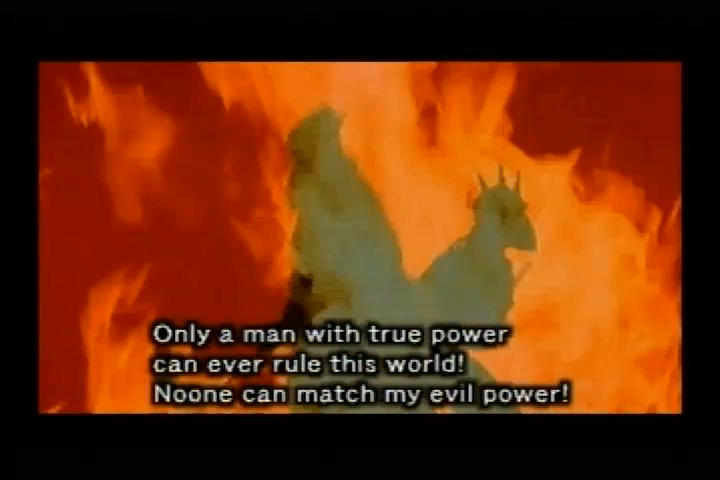 Only a man with true power
can ever rule this world!
Noone can match my evil power!